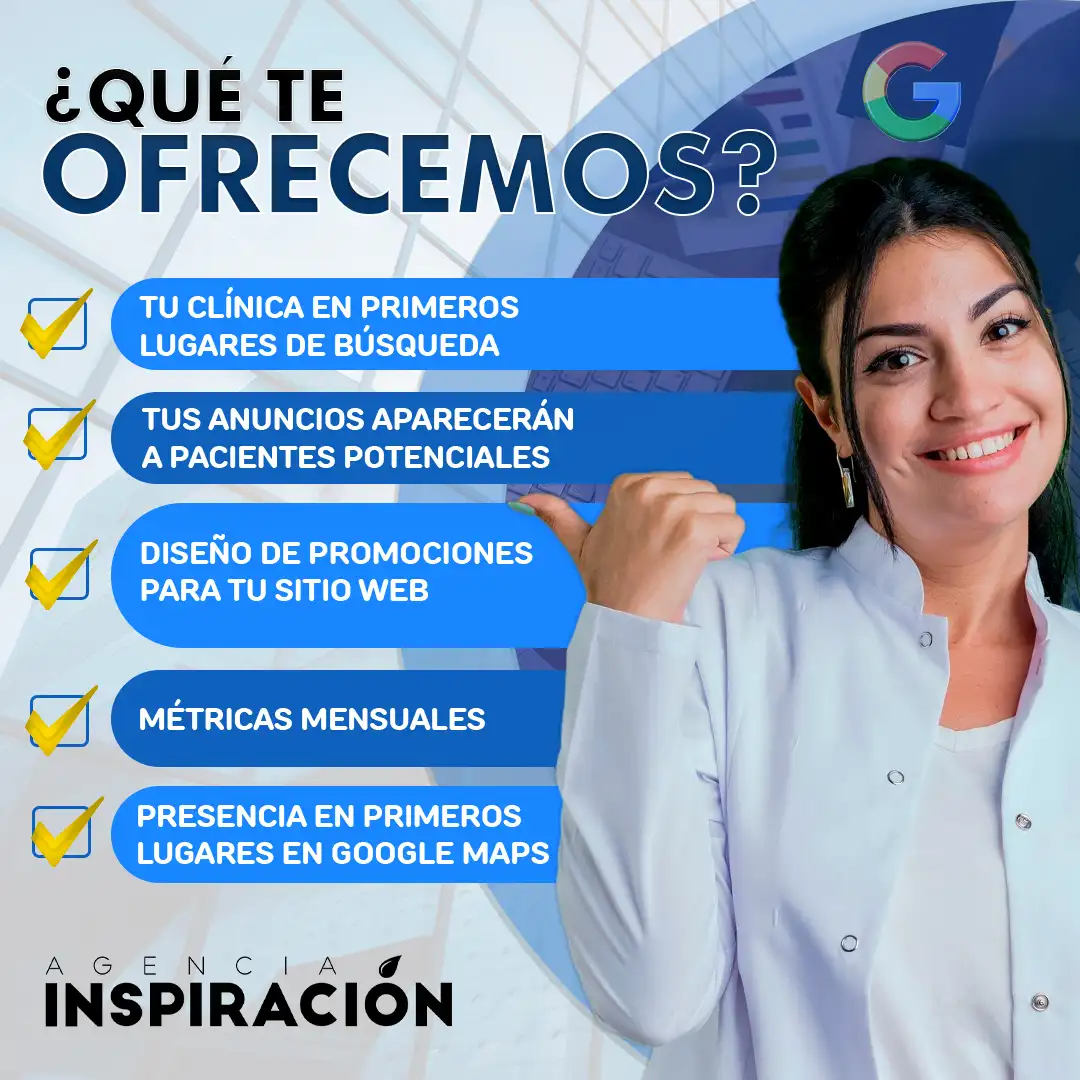 ¿QUÉ TE
OFRECEMOS?
G
TU CLÍNICA EN PRIMEROS
LUGARES DE BÚSQUEDA
TUS ANUNCIOS APARECERÁN
A PACIENTES POTENCIALES
DISEÑO DE PROMOCIONES
PARA TU SITIO WEB
MÉTRICAS MENSUALES
PRESENCIA EN PRIMEROS
LUGARES EN GOOGLE MAPS
AGENCIA
INSPIRACIÓN